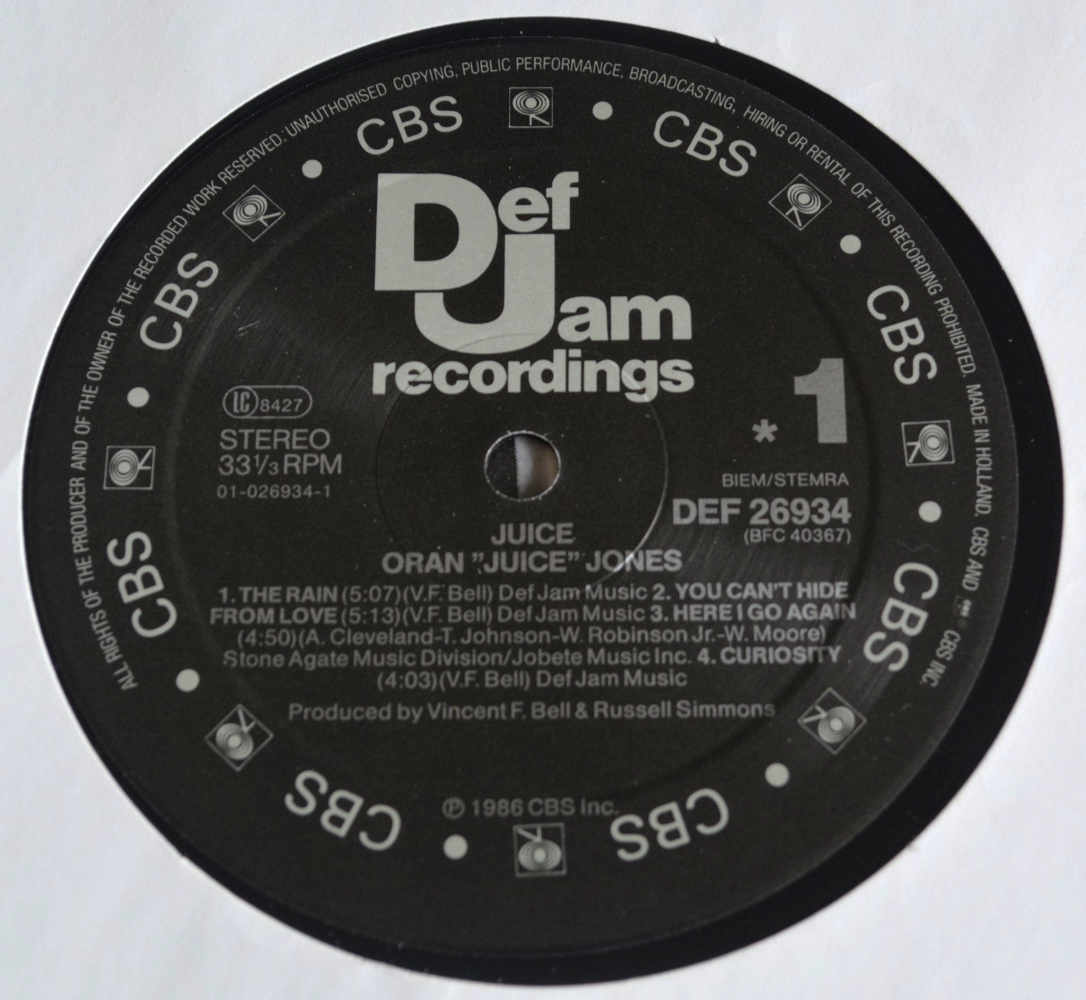 ALL RIGHTS OF THE PRODUCER AND OF THE OWNER OF THE RECORDED WORK RESERVED. UNAUTHORISED COPYING, PUBLIC PERFORMANCE, BROADCASTING, HIRING OR RENTAL OF THIS RECORDING PROHIBITED. MADE IN HOLLAND. CBS AND CBS INC.
CBS
CBS
CBS
CBS
CBS
CBS
CBS
CBS
Def
Jam
recordings
LC 8427
STEREO
33 1/3 RPM
01-026934-1
* 1
BIEM/STEMRA
DEF 26934
(BFC 40367)
JUICE
ORAN "JUICE" JONES
1. THE RAIN (5:07) (V.F. Bell) Def Jam Music 2. YOU CAN'T HIDE
FROM LOVE (5:13) (V.F. Bell) Def Jam Music 3. HERE I GO AGAIN
(4:50) (A. Cleveland-T. Johnson-W. Robinson Jr.-W. Moore)
Stone Agate Music Division/Jobete Music Inc. 4. CURIOSITY
(4:03) (V.F. Bell) Def Jam Music
Produced by Vincent F. Bell & Russell Simmons
℗ 1986 CBS Inc.